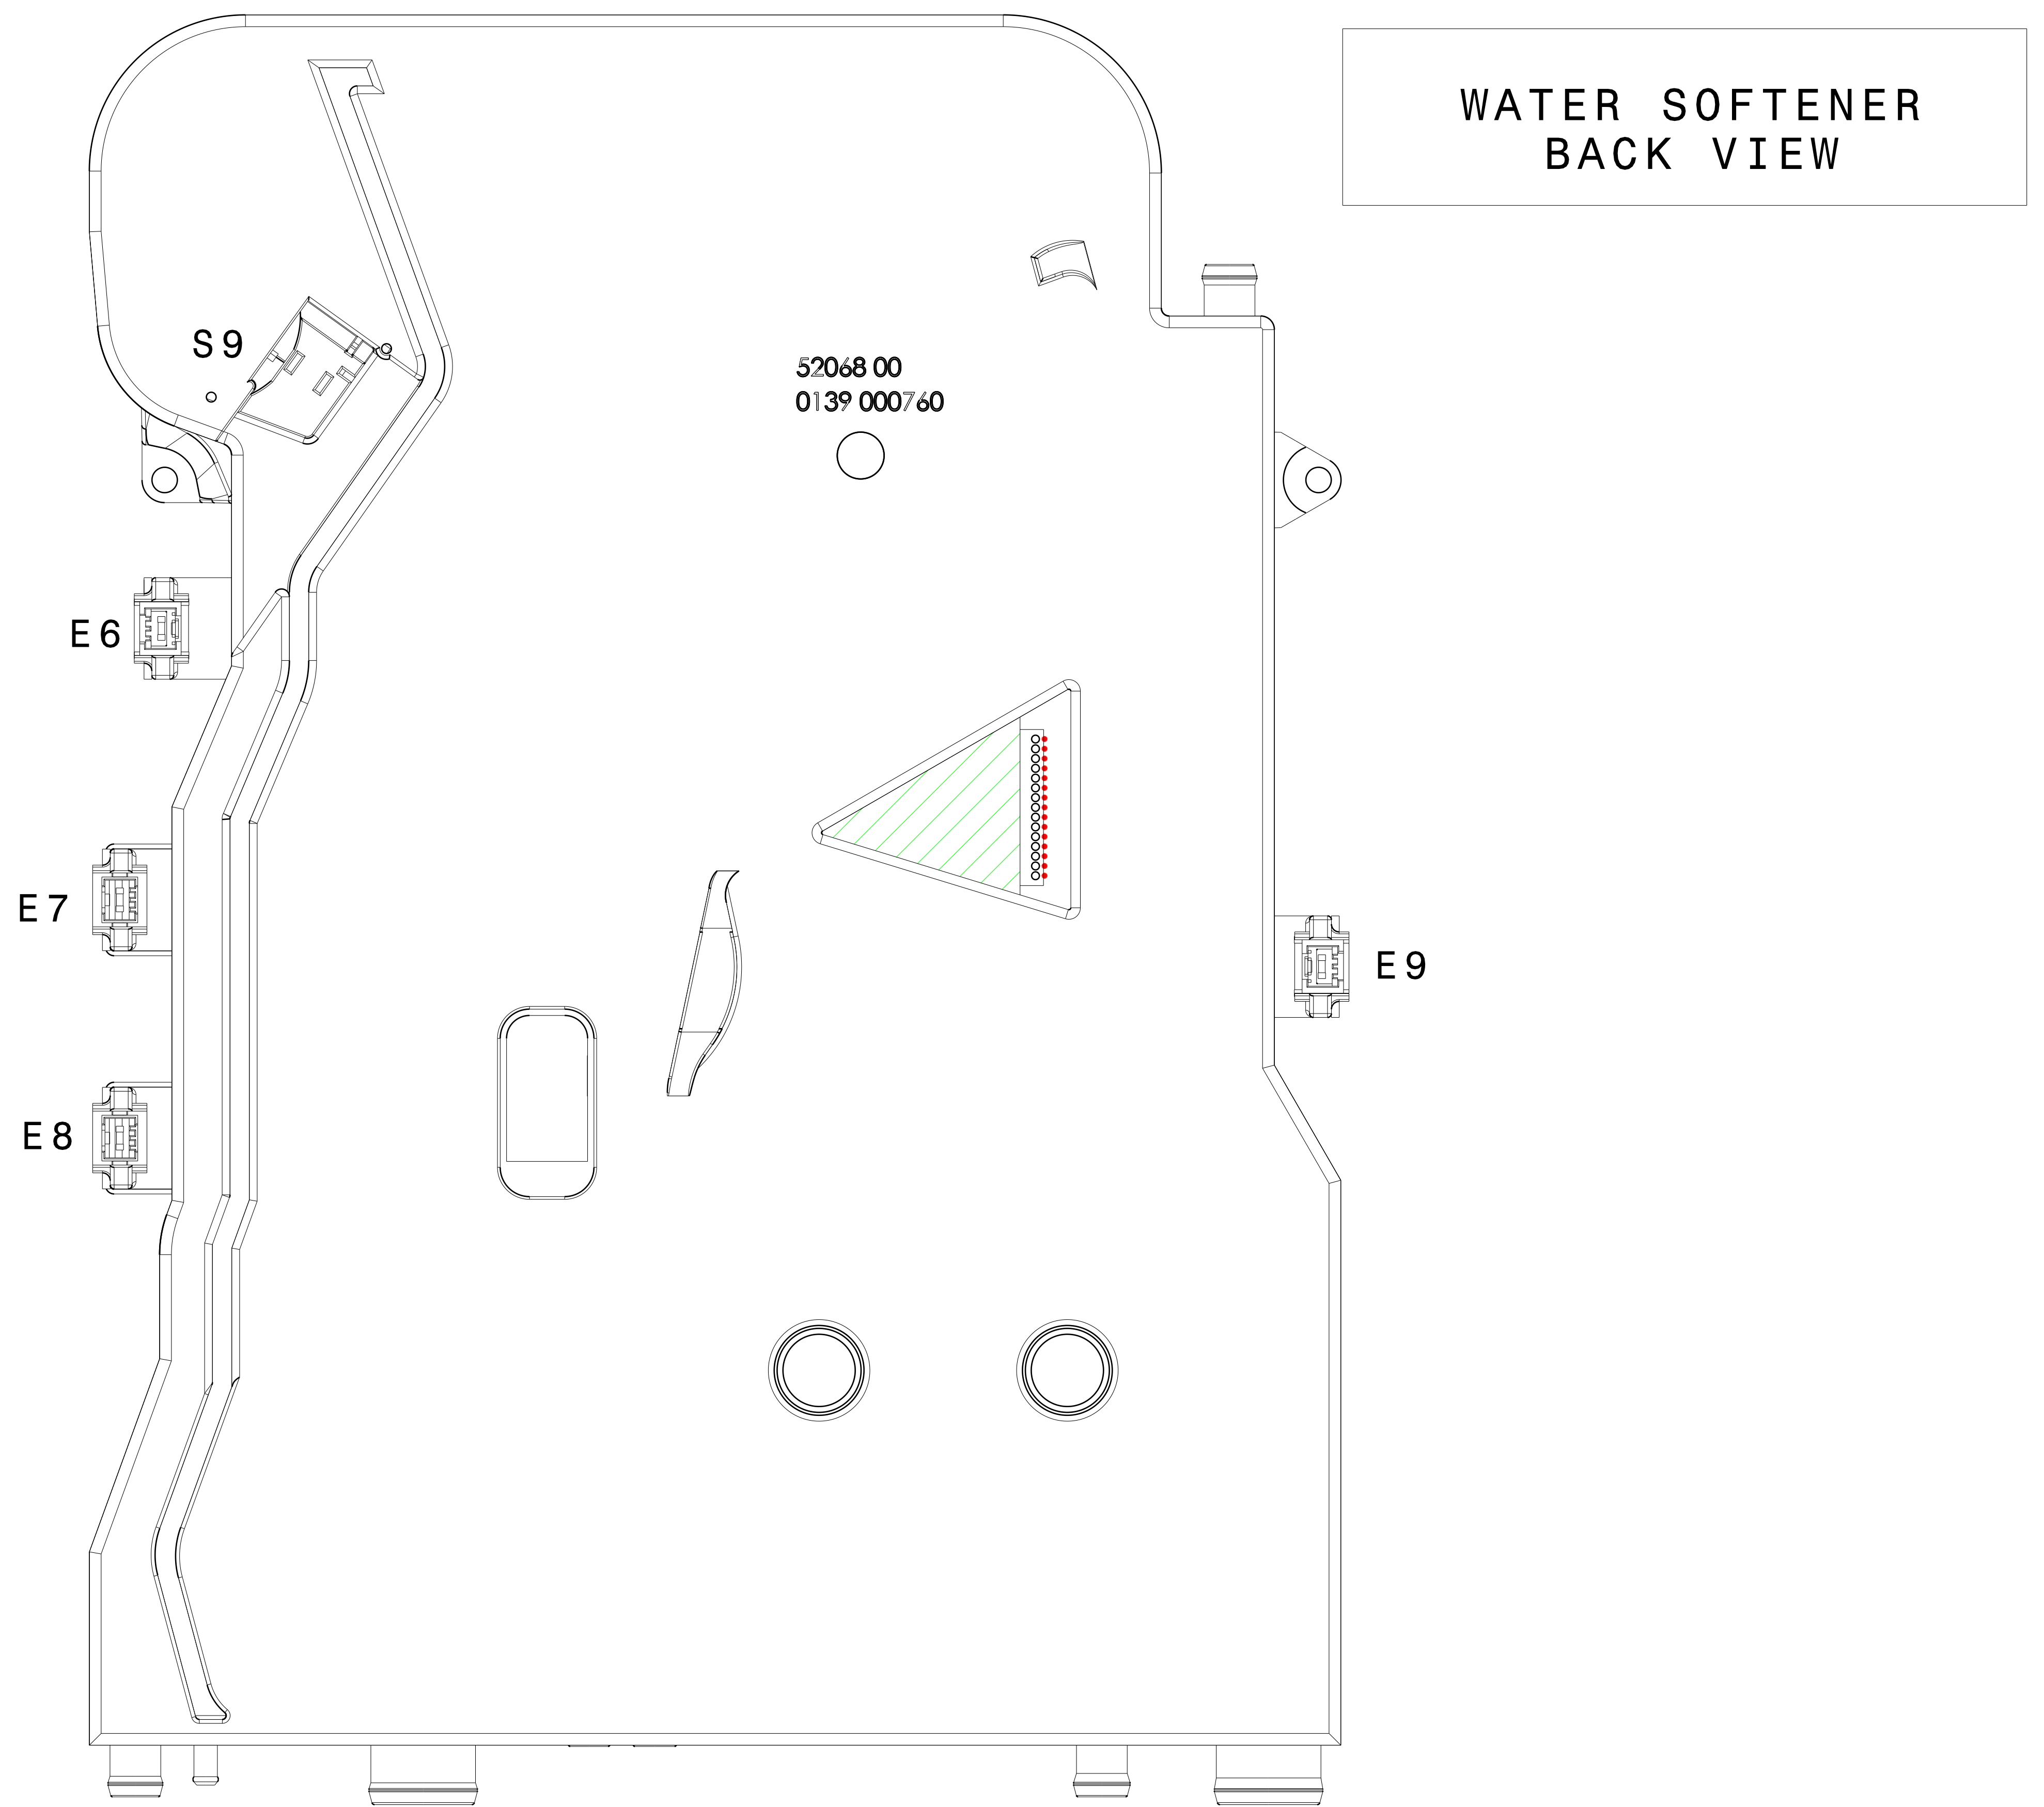 WATER SOFTENER
BACK VIEW
S9
52068 00
0139 000760
E6
E7
E9
E8